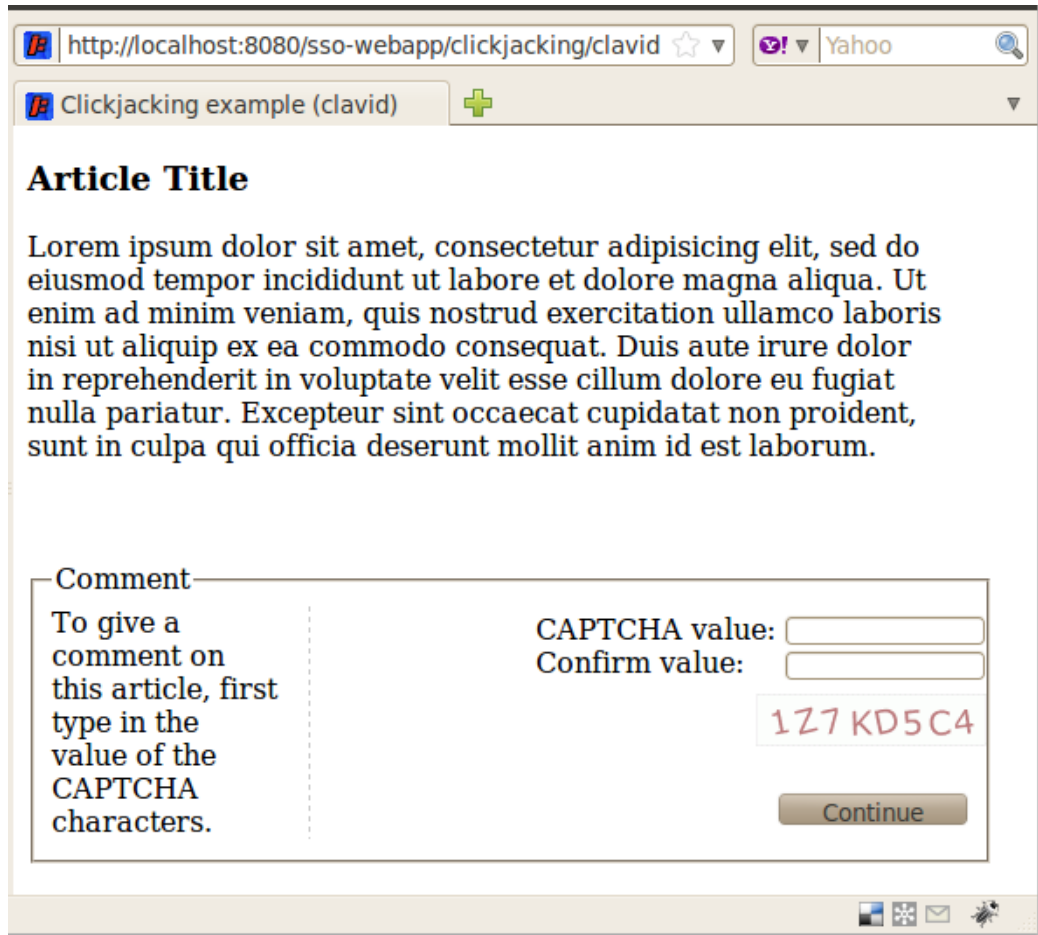 http://localhost:8080/sso-webapp/clickjacking/clavid
Yahoo
Clickjacking example (clavid)
Article Title
Lorem ipsum dolor sit amet, consectetur adipisicing elit, sed do
eiusmod tempor incididunt ut labore et dolore magna aliqua. Ut
enim ad minim veniam, quis nostrud exercitation ullamco laboris
nisi ut aliquip ex ea commodo consequat. Duis aute irure dolor
in reprehenderit in voluptate velit esse cillum dolore eu fugiat
nulla pariatur. Excepteur sint occaecat cupidatat non proident,
sunt in culpa qui officia deserunt mollit anim id est laborum.
Comment
To give a
comment on
this article, first
type in the
value of the
CAPTCHA
characters.
CAPTCHA value:
Confirm value:
1Z7KD5C4
Continue